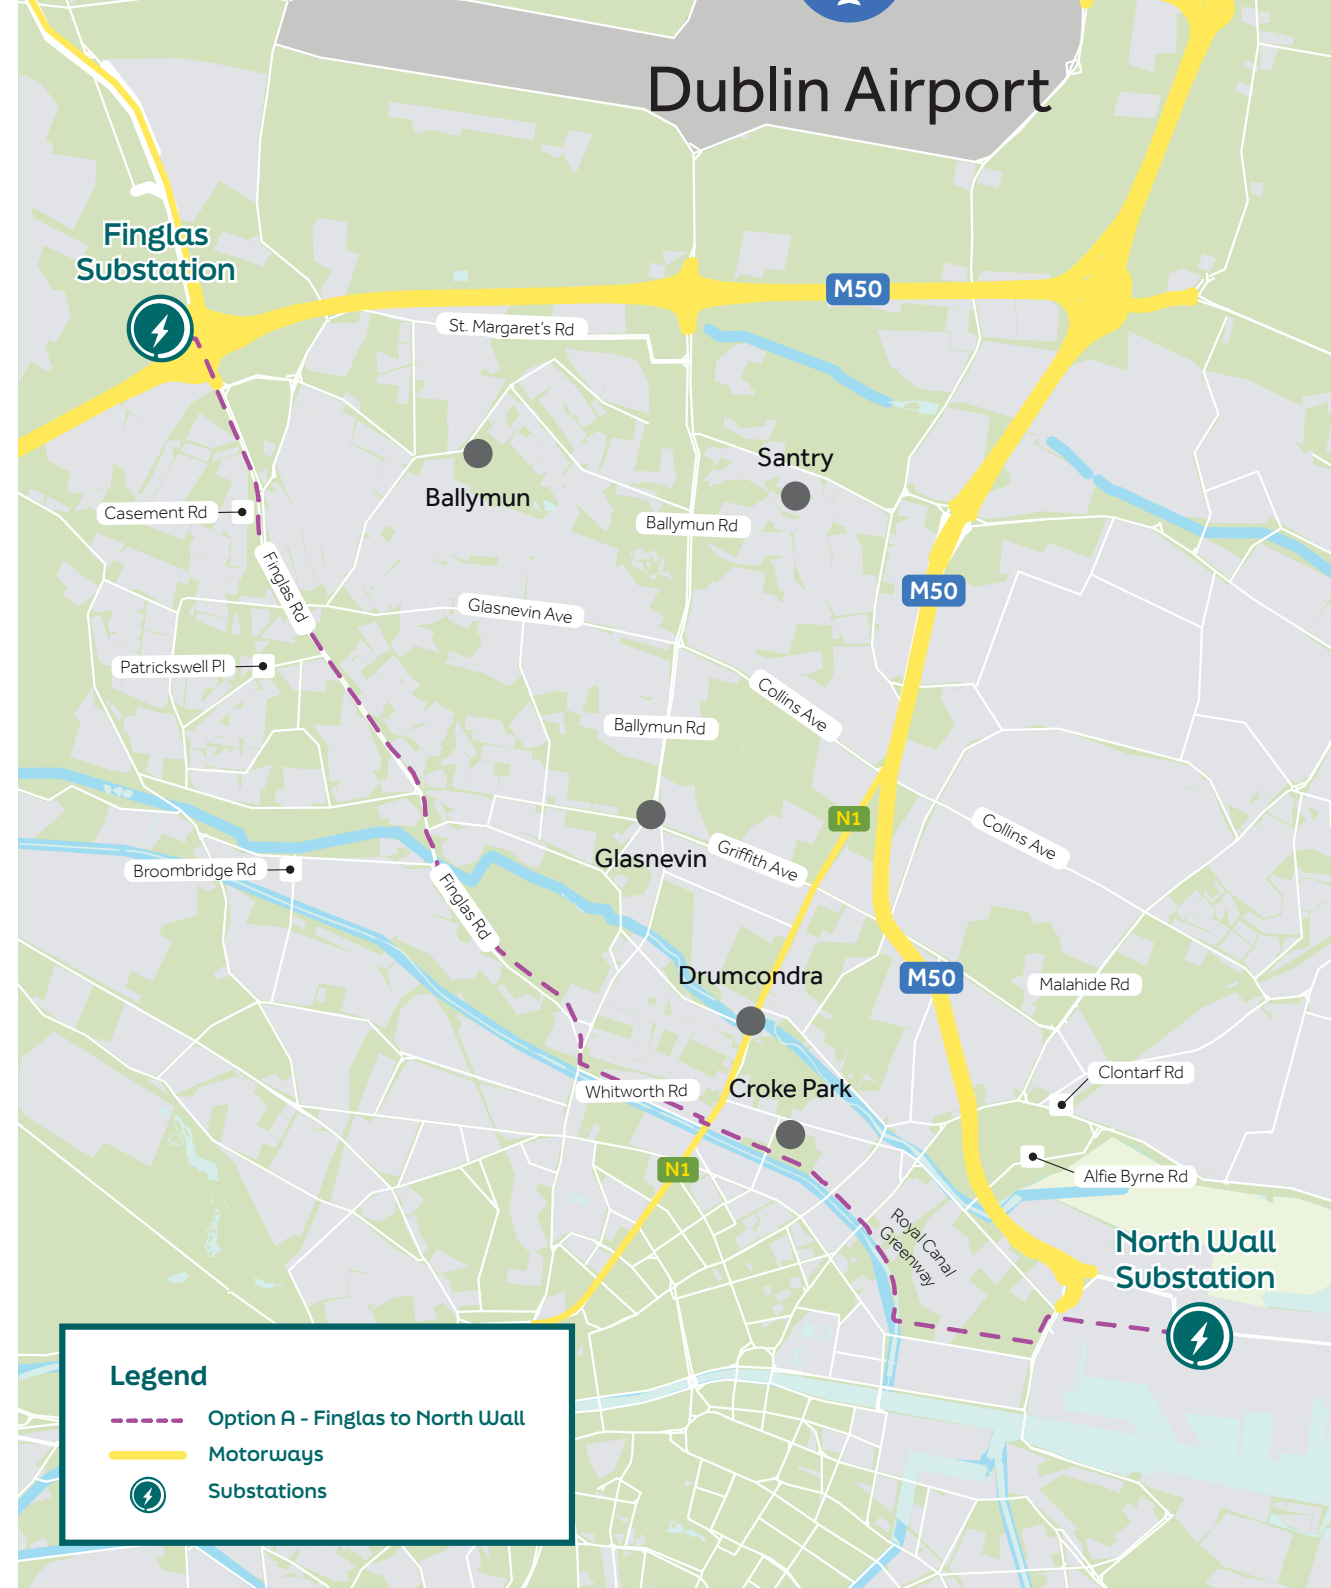 Dublin Airport
Finglas
Substation
M50
St. Margaret's Rd
Santry
Ballymun
Casement Rd
Ballymun Rd
Finglas Rd
M50
Glasnevin Ave
Patrickswell Pl
Collins Ave
Ballymun Rd
N1
Collins Ave
Glasnevin
Griffith Ave
Broombridge Rd
Finglas Rd
Drumcondra
M50
Malahide Rd
Clontarf Rd
Whitworth Rd
Croke Park
N1
Alfie Byrne Rd
Royal Canal
Greenway
North Wall
Substation
Legend
Option A - Finglas to North Wall
Motorways
Substations